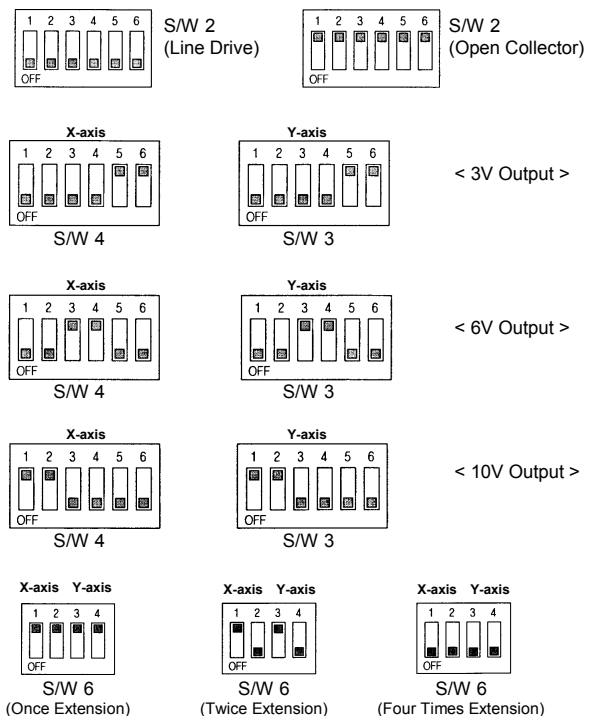 1 2 3 4 5 6
OFF
S/W 2
(Line Drive)
1 2 3 4 5 6
OFF
S/W 2
(Open Collector)
X-axis
1 2 3 4 5 6
OFF
S/W 4
Y-axis
1 2 3 4 5 6
OFF
S/W 3
< 3V Output >
X-axis
1 2 3 4 5 6
OFF
S/W 4
Y-axis
1 2 3 4 5 6
OFF
S/W 3
< 6V Output >
X-axis
1 2 3 4 5 6
OFF
S/W 4
Y-axis
1 2 3 4 5 6
OFF
S/W 3
< 10V Output >
X-axis Y-axis
1 2 3 4
OFF
S/W 6
(Once Extension)
X-axis Y-axis
1 2 3 4
OFF
S/W 6
(Twice Extension)
X-axis Y-axis
1 2 3 4
OFF
S/W 6
(Four Times Extension)